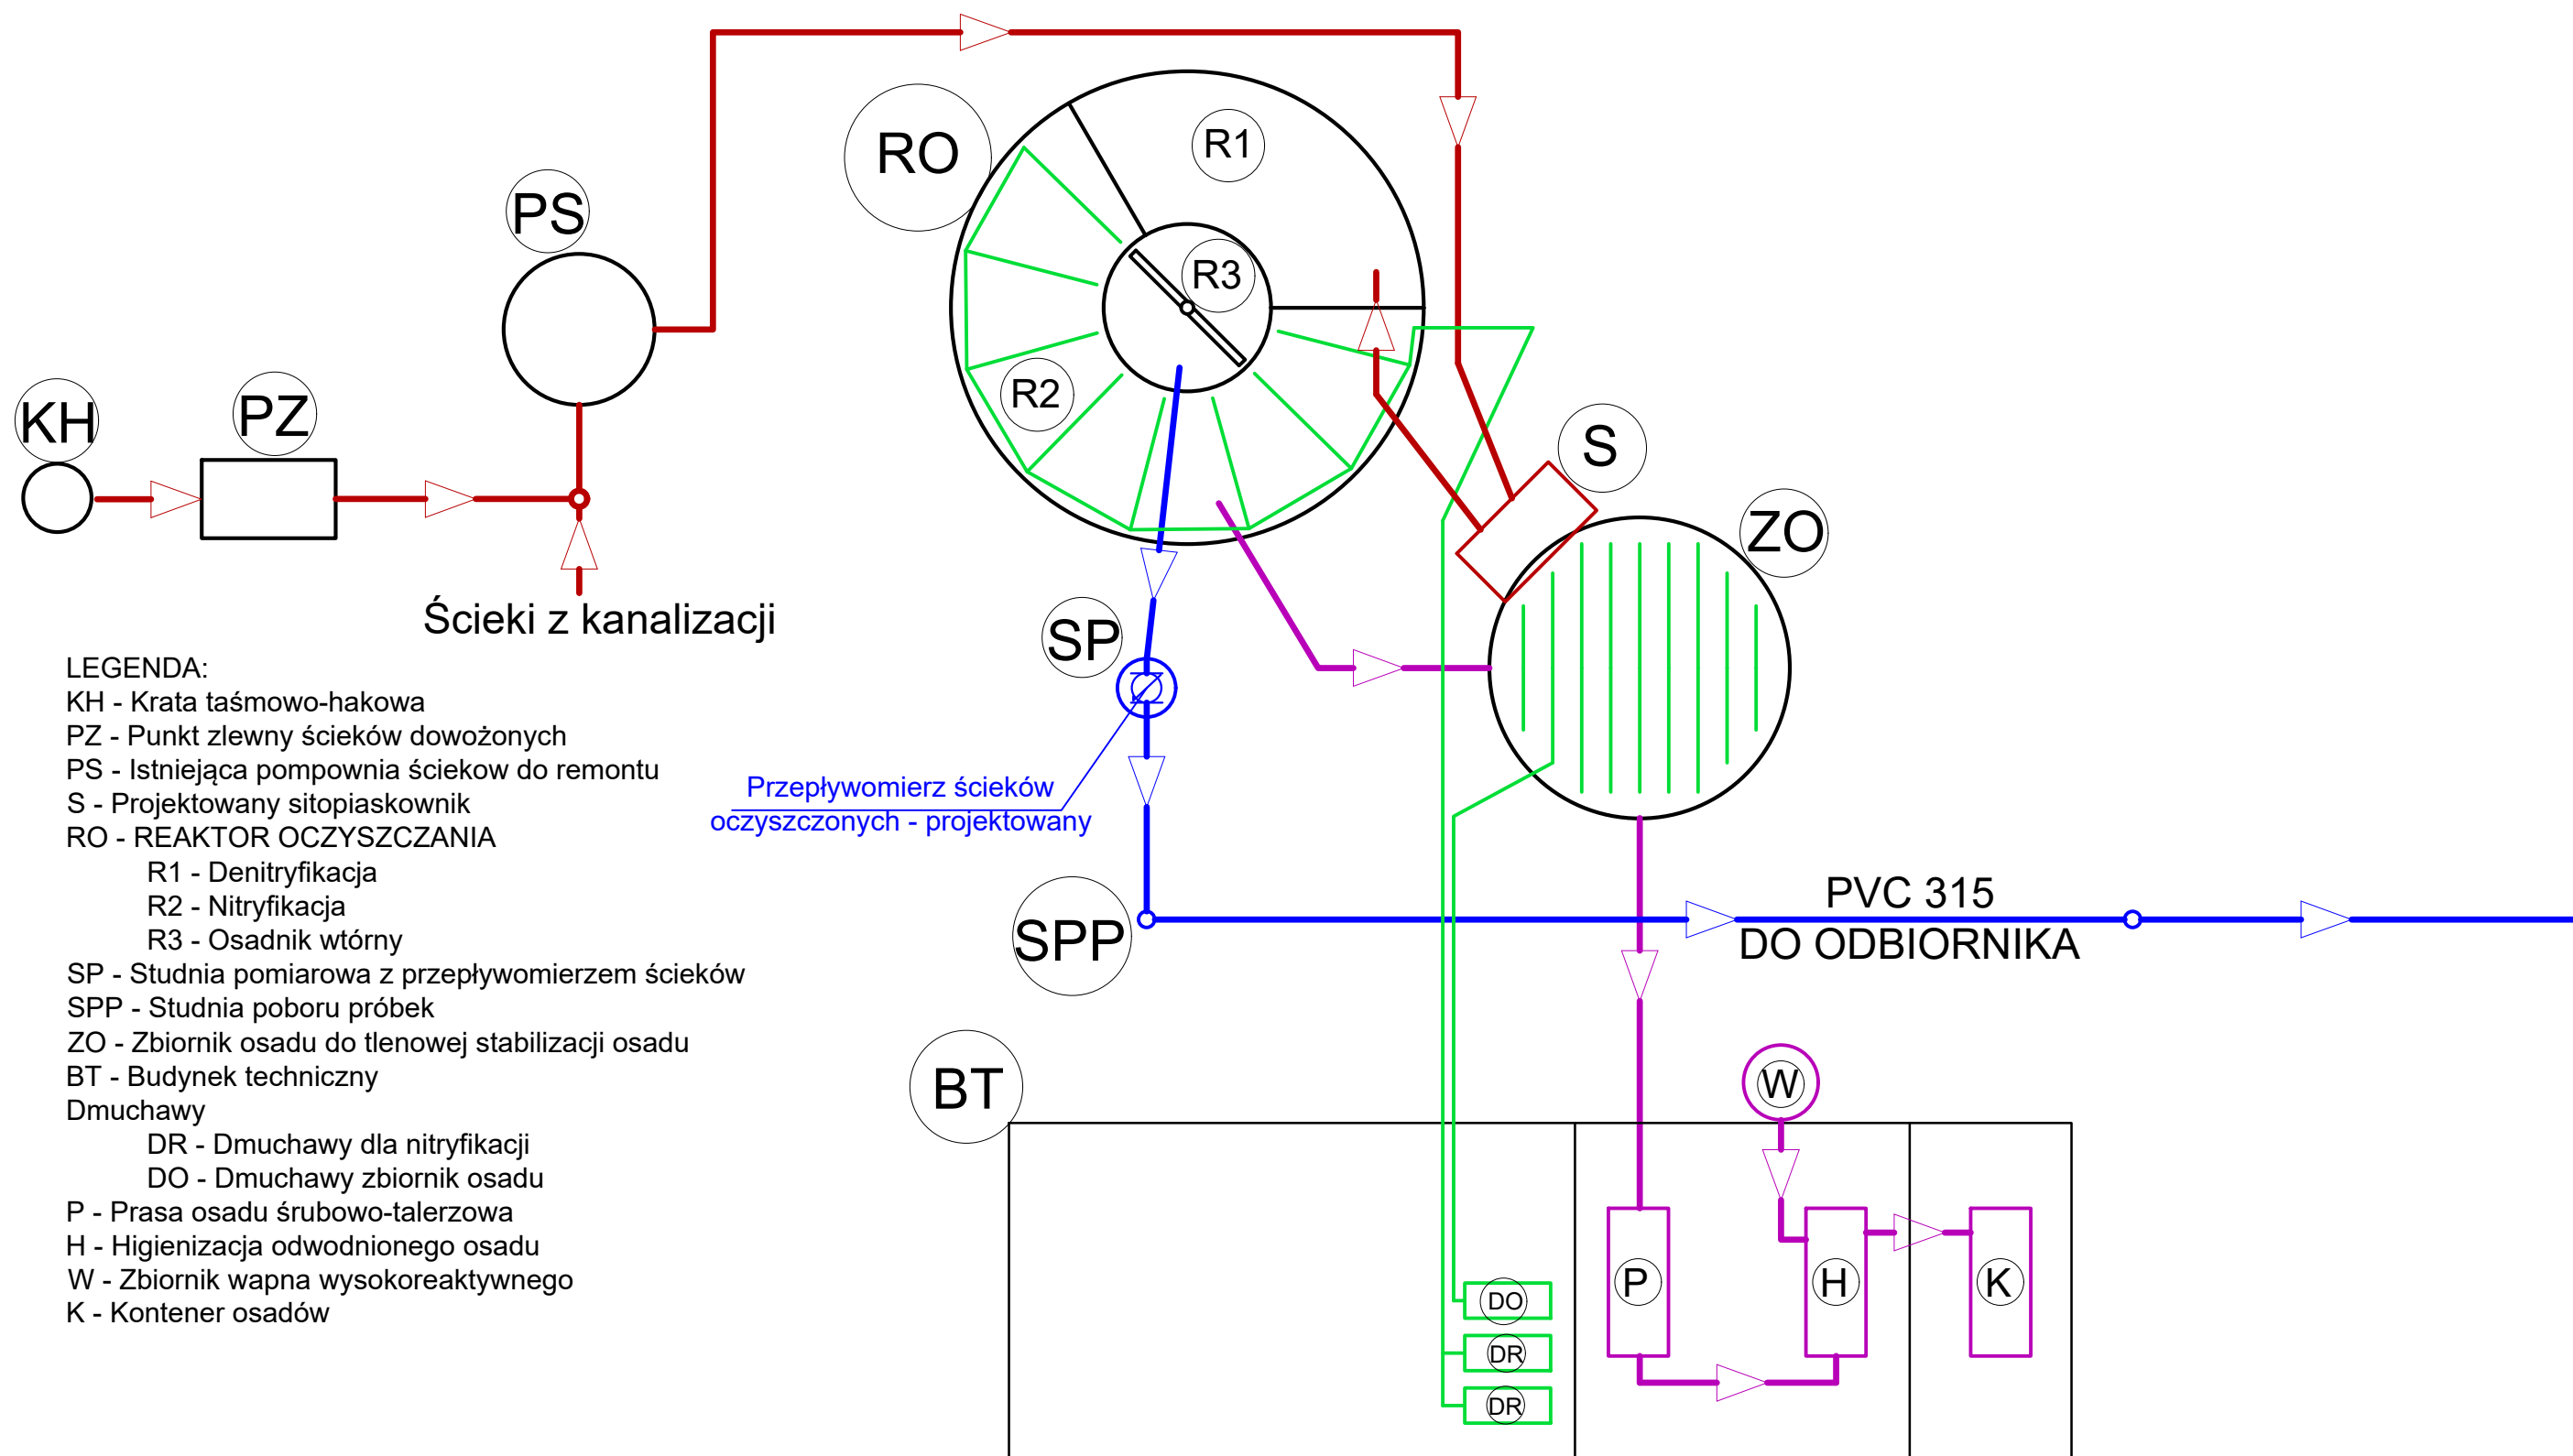 RO
R1
PS
R3
R2
KH
PZ
S
ZO
Ścieki z kanalizacji
SP
LEGENDA:
KH - Krata taśmowo-hakowa
PZ - Punkt zlewny ścieków dowożonych
PS - Istniejąca pompownia ściekow do remontu
S - Projektowany sitopiaskownik
RO - REAKTOR OCZYSZCZANIA
R1 - Denitryfikacja
R2 - Nitryfikacja
R3 - Osadnik wtórny
SP - Studnia pomiarowa z przepływomierzem ścieków
SPP - Studnia poboru próbek
ZO - Zbiornik osadu do tlenowej stabilizacji osadu
BT - Budynek techniczny
Dmuchawy
DR - Dmuchawy dla nitryfikacji
DO - Dmuchawy zbiornik osadu
P - Prasa osadu śrubowo-talerzowa
H - Higienizacja odwodnionego osadu
W - Zbiornik wapna wysokoreaktywnego
K - Kontener osadów
Przepływomierz ścieków
oczyszczonych - projektowany
SPP
PVC 315
DO ODBIORNIKA
BT
W
P
H
K
DO
DR
DR